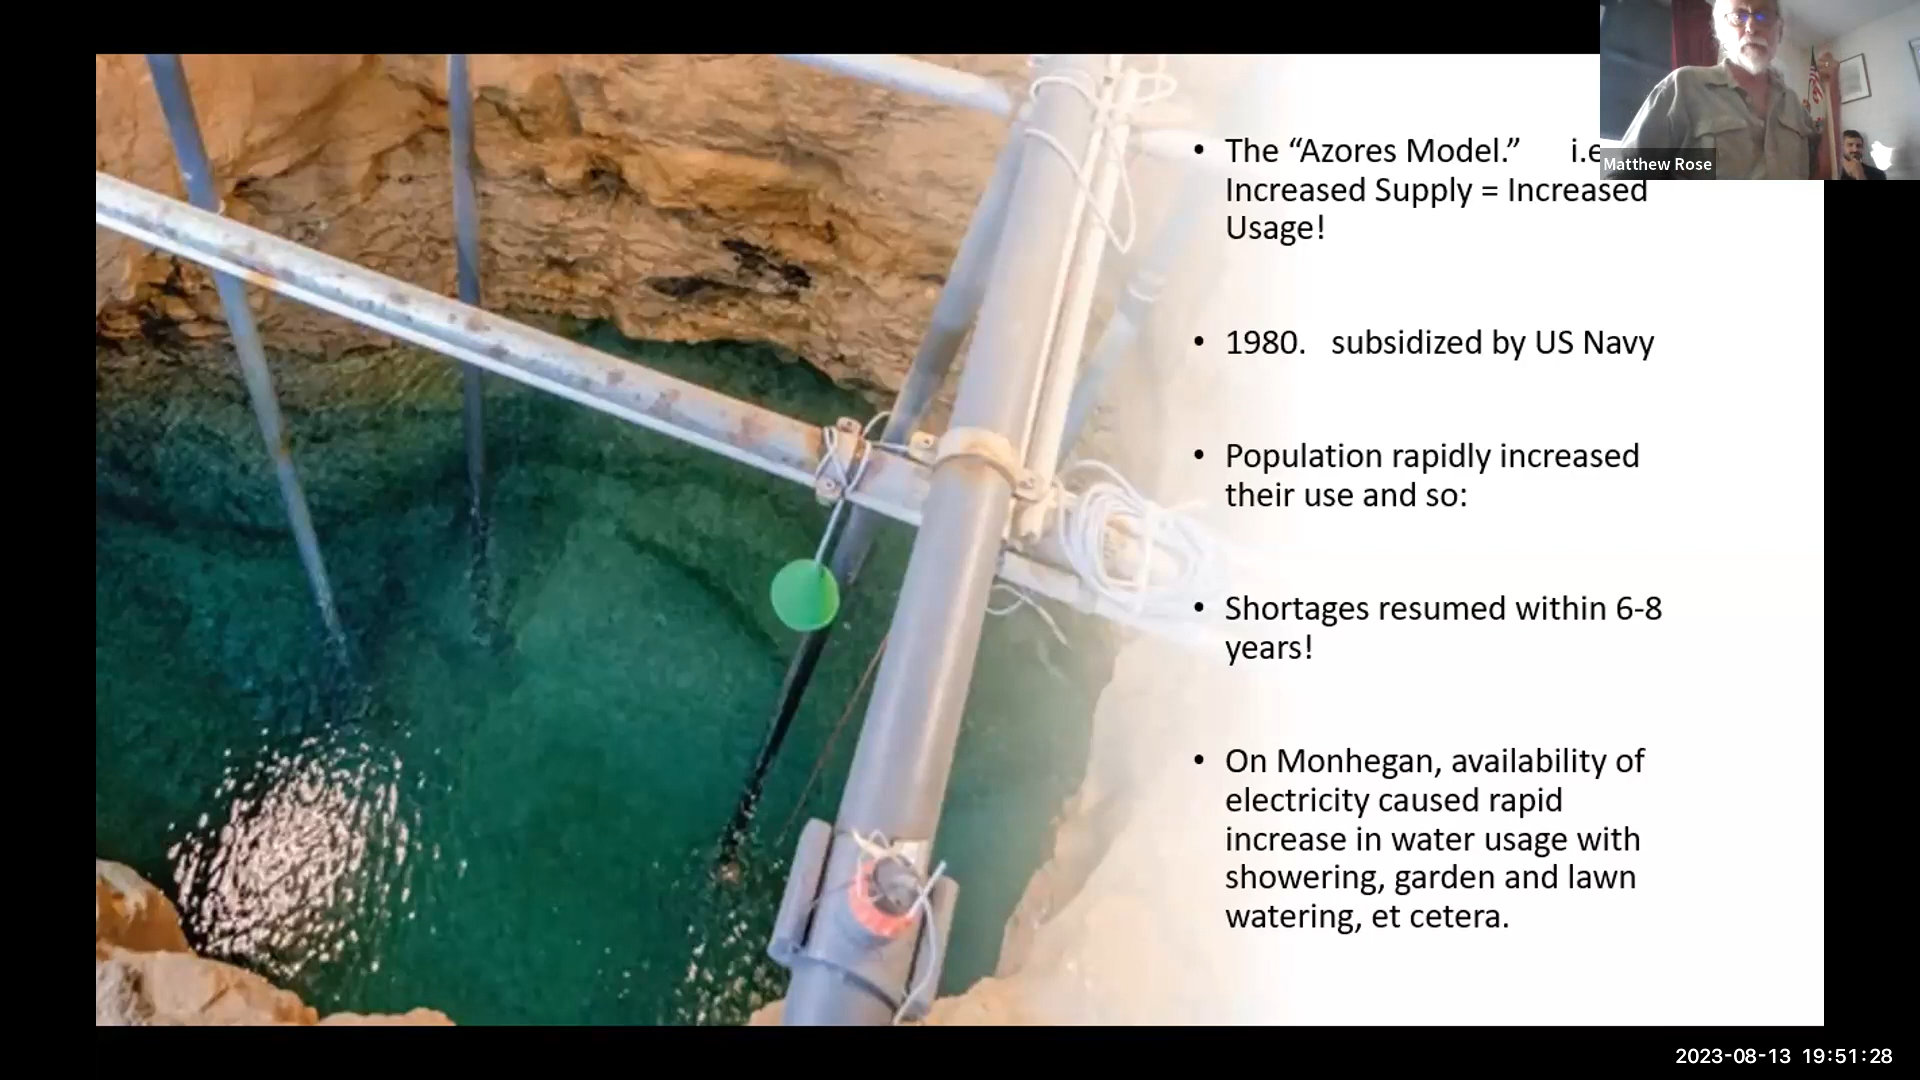 • The “Azores Model.” i.e
Increased Supply = Increased
Usage!
• 1980. subsidized by US Navy
• Population rapidly increased
their use and so:
• Shortages resumed within 6-8
years!
• On Monhegan, availability of
electricity caused rapid
increase in water usage with
showering, garden and lawn
watering, et cetera.
Matthew Rose
2023-08-13 19:51:28